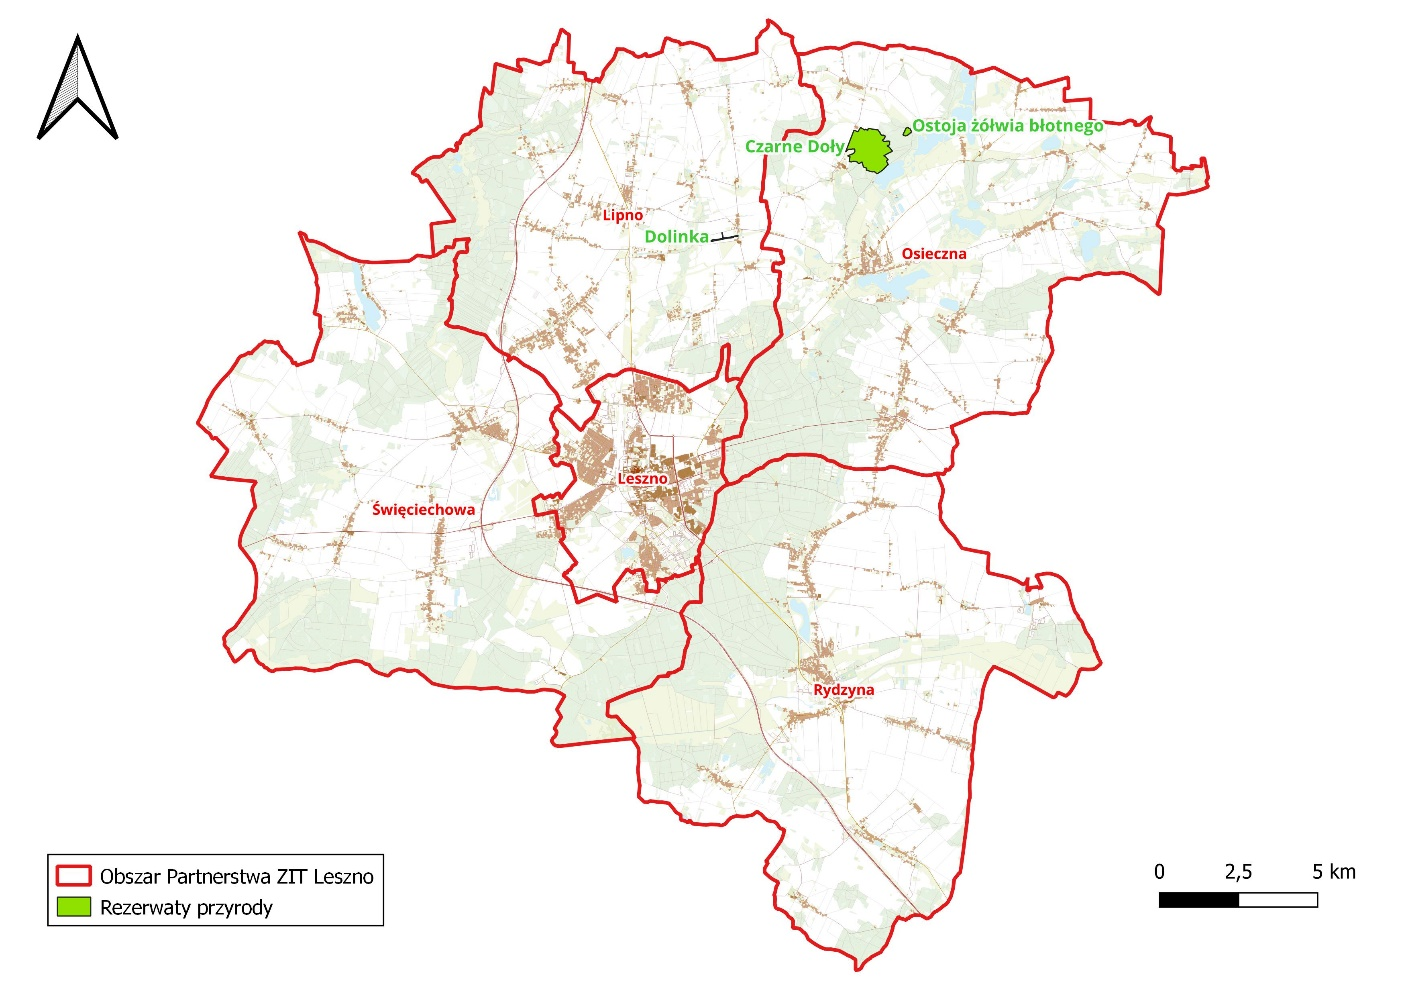 Ostoja żółwia błotnego
Czarne Doły
Lipno
Dolinka
Osieczna
Leszno
Święciechowa
Rydzyna
Obszar Partnerstwa ZIT Leszno
Rezerwaty przyrody
0 2,5 5 km